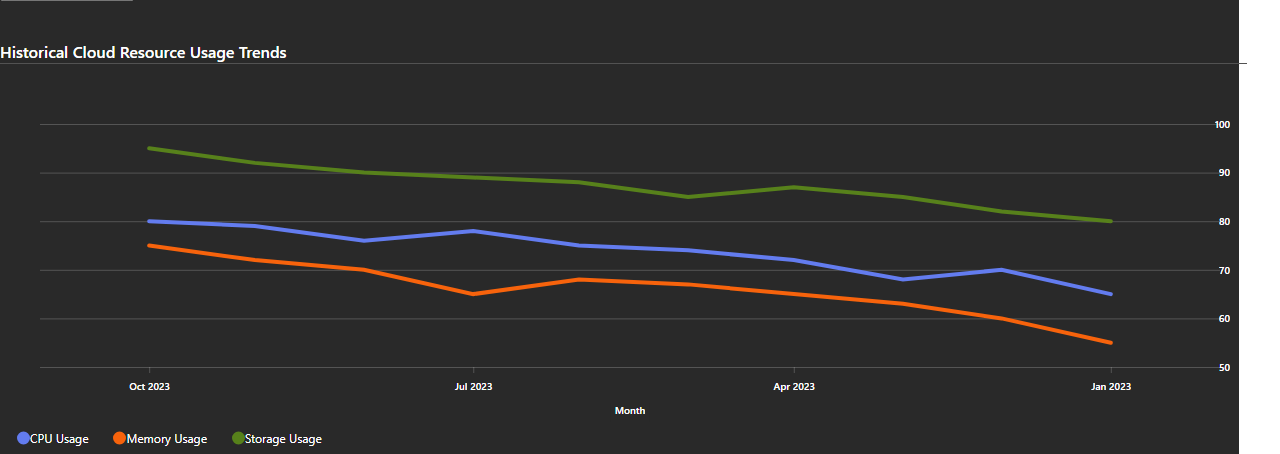 Historical Cloud Resource Usage Trends
100
90
80
70
60
50
Oct 2023 Jul 2023 Apr 2023 Jan 2023
Month
CPU Usage Memory Usage Storage Usage